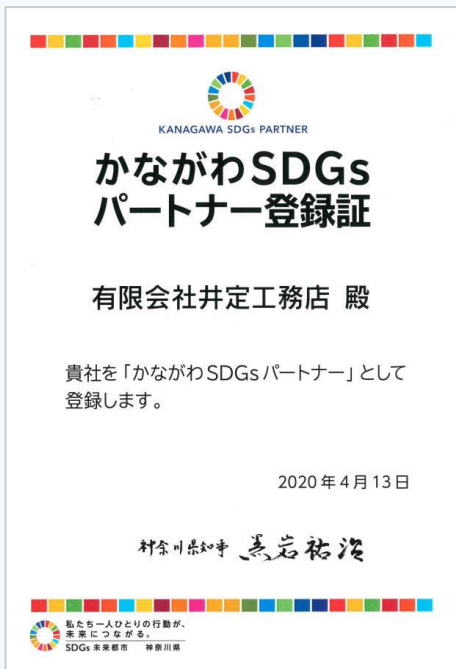 KANAGAWA SDGs PARTNER
かながわSDGs
パートナー登録証
有限会社井定工務店 殿
貴社を「かながわSDGsパートナー」として
登録します。
2020年4月13日
神奈川県知事 黒岩祐治
私たち一人ひとりの行動が、
未来につながる。
SDGs 未来都市 神奈川県